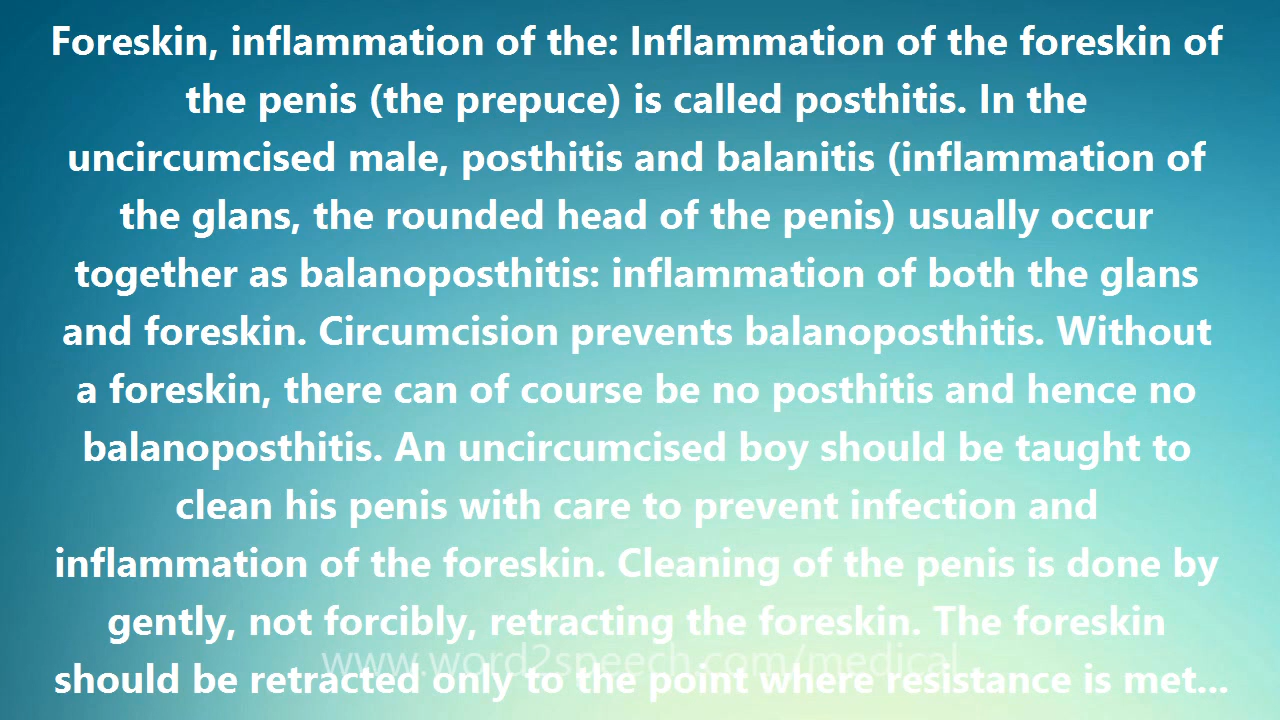 Foreskin, inflammation of the: Inflammation of the foreskin of
the penis (the prepuce) is called posthitis. In the
uncircumcised male, posthitis and balanitis (inflammation of
the glans, the rounded head of the penis) usually occur
together as balanoposthitis: inflammation of both the glans
and foreskin. Circumcision prevents balanoposthitis. Without
a foreskin, there can of course be no posthitis and hence no
balanoposthitis. An uncircumcised boy should be taught to
clean his penis with care to prevent infection and
inflammation of the foreskin. Cleaning of the penis is done by
gently, not forcibly, retracting the foreskin. The foreskin
www.word2speech.com/medical
should be retracted only to the point where resistance is met...